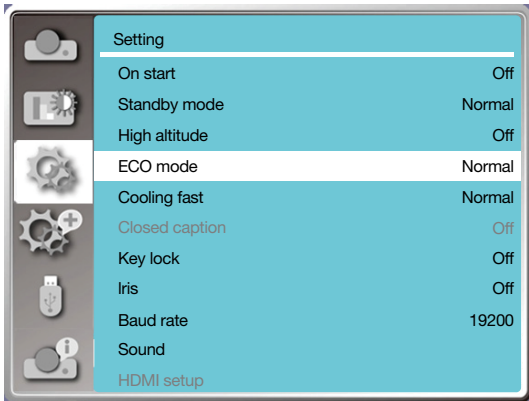 Setting
On start Off
Standby mode Normal
High altitude Off
ECO mode Normal
Cooling fast Normal
Closed caption Off
Key lock Off
Iris Off
Baud rate 19200
Sound
HDMI setup